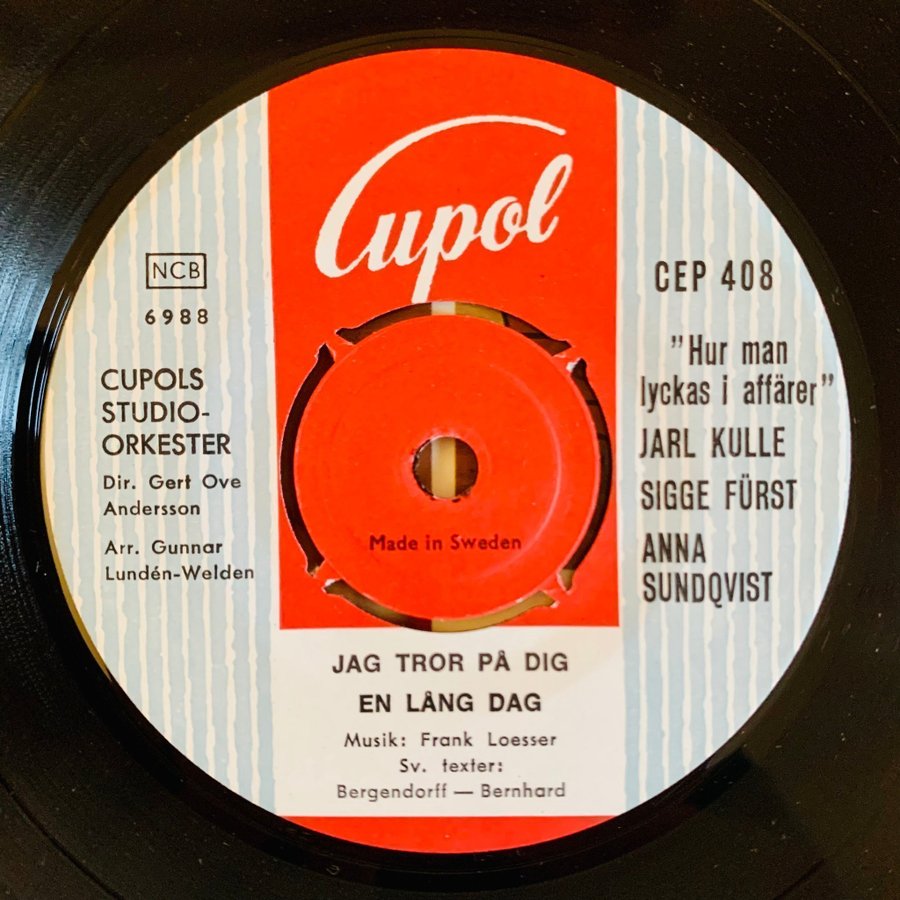 Cupol
NCB
6988
CUPOLS
STUDIO-
ORKESTER
Dir. Gert Ove
Andersson
Arr. Gunnar
Lundén-Welden
CEP 408
"Hur man
lyckas i affärer"
JARL KULLE
SIGGE FÜRST
ANNA
SUNDQVIST
Made in Sweden
JAG TROR PÅ DIG
EN LÅNG DAG
Musik: Frank Loesser
Sv. texter:
Bergendorff — Bernhard